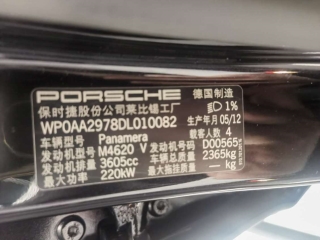 PORSCHE 德国制造
保时捷股份公司莱比锡工厂 1%
WP0AA2978DL010082 生产年月 05/12
车辆型号 Panamera 载客人数 4
发动机型号 M4620 V 发动机号码 D00565
发动机排量 3605cc 车辆总质量 2365kg
最大功率 220kW 最大拖挂质量 — kg